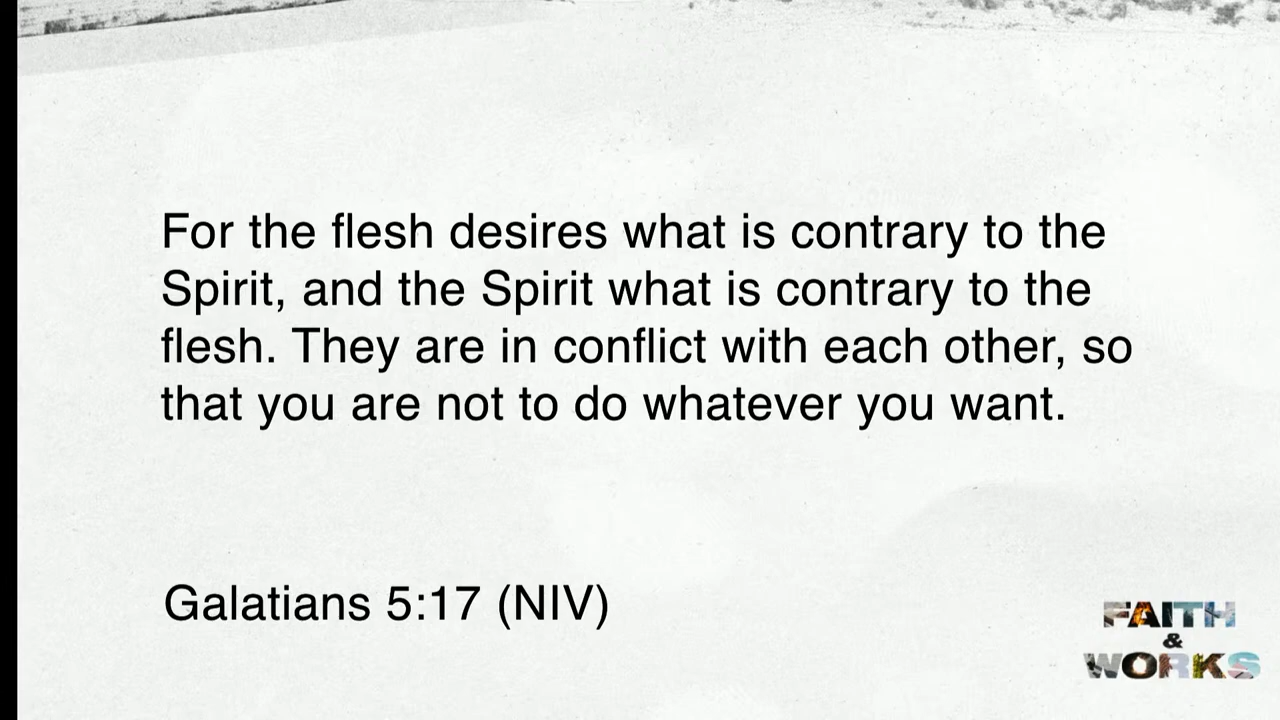 For the flesh desires what is contrary to the
Spirit, and the Spirit what is contrary to the
flesh. They are in conflict with each other, so
that you are not to do whatever you want.
Galatians 5:17 (NIV)
FAITH
&
WORKS